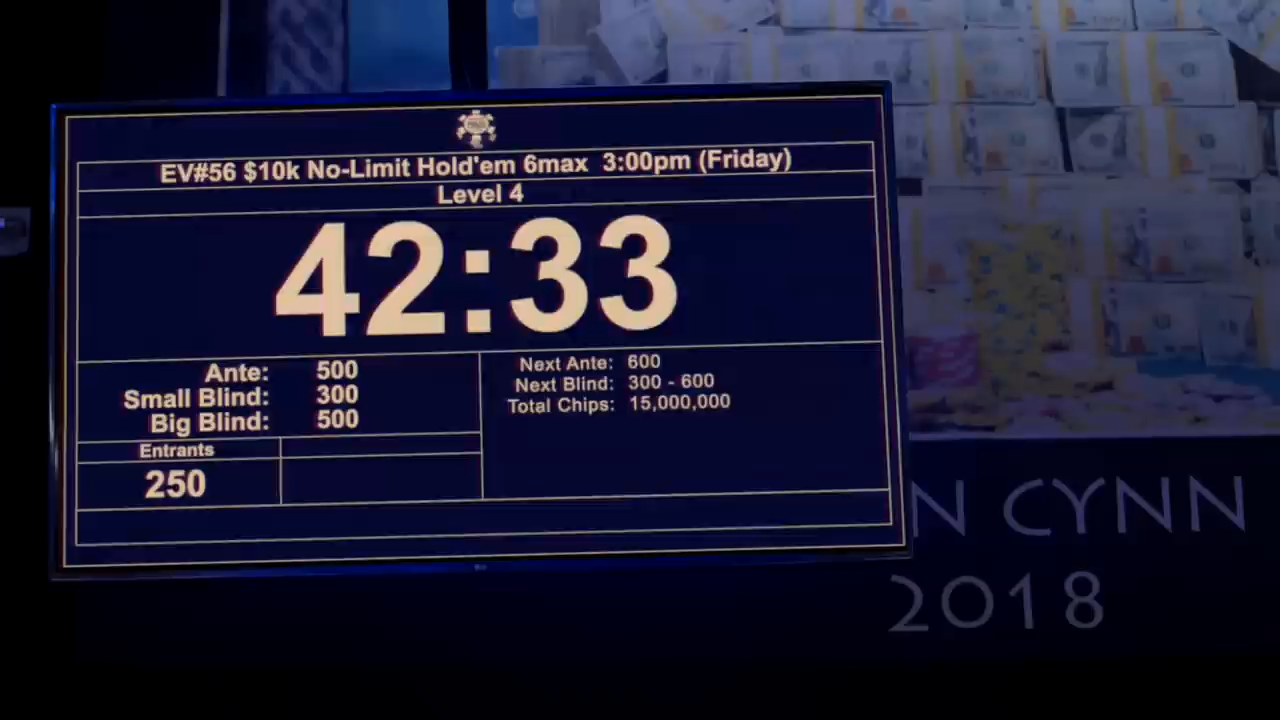 EV#56 $10k No-Limit Hold'em 6max 3:00pm (Friday)
Level 4
42:33
Ante: 500
Small Blind: 300
Big Blind: 500
Next Ante: 600
Next Blind: 300 - 600
Total Chips: 15,000,000
Entrants
250
N CYNN
2018